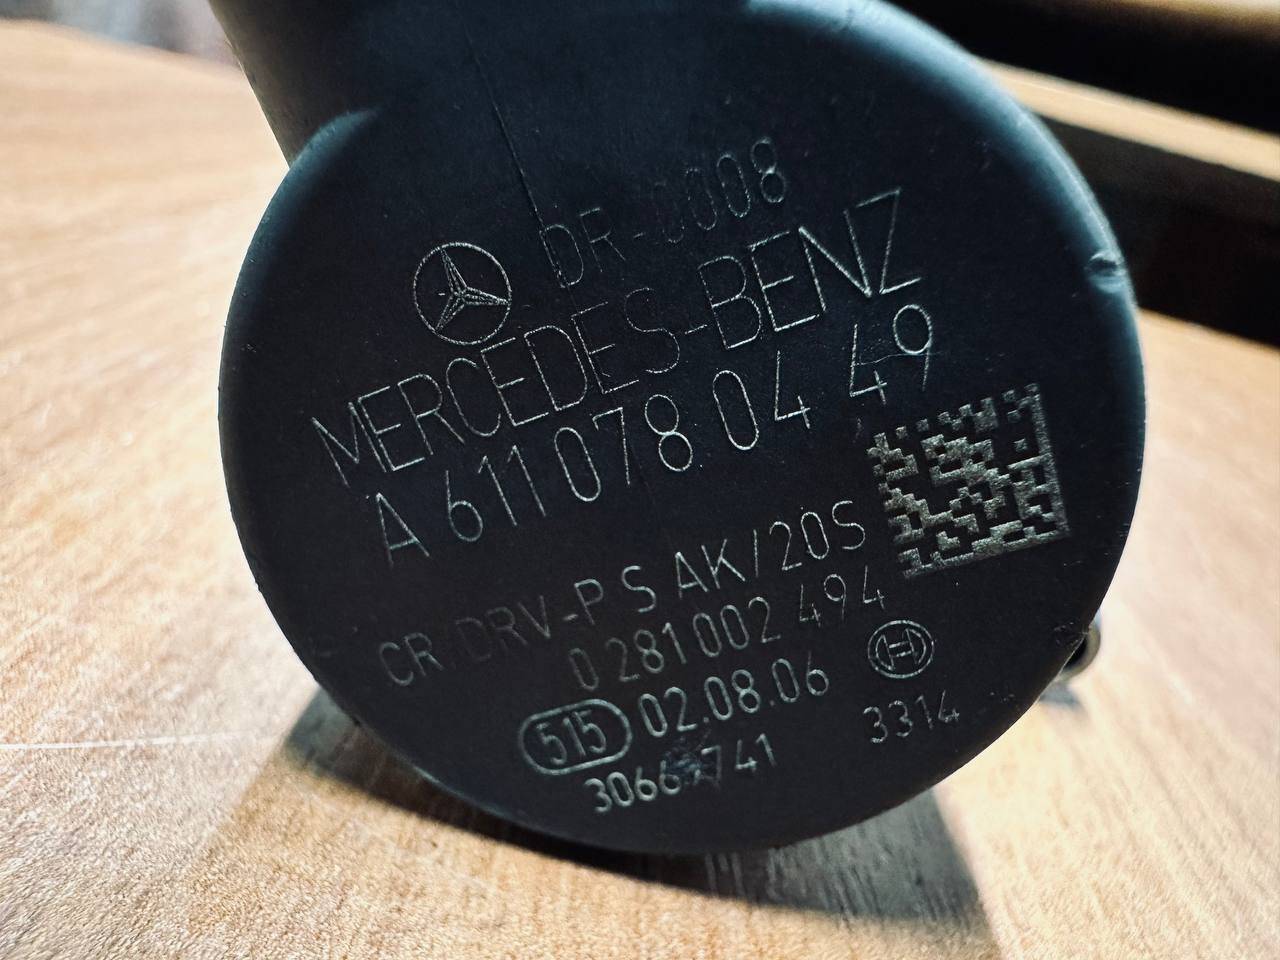 DR-0008
MERCEDES-BENZ
A 611 078 04 49
CR/DRV-P S AK/20S
0 281 002 494
515 02.08.06
3314